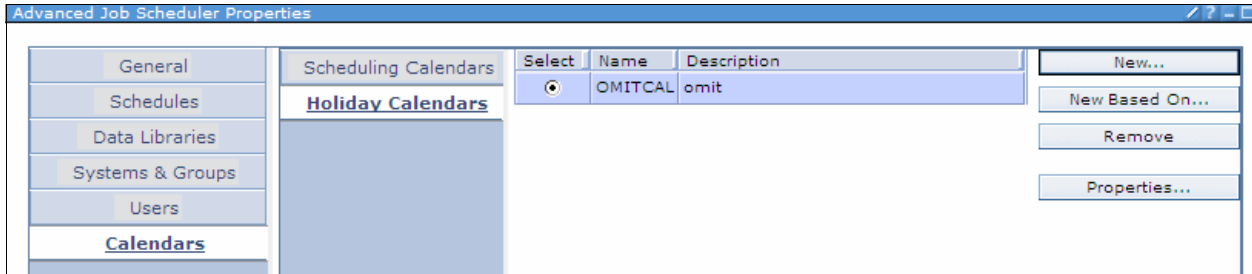 Advanced Job Scheduler Properties
General
Schedules
Data Libraries
Systems & Groups
Users
Calendars
Scheduling Calendars
Holiday Calendars
Select Name Description
OMITCAL omit
New...
New Based On...
Remove
Properties...